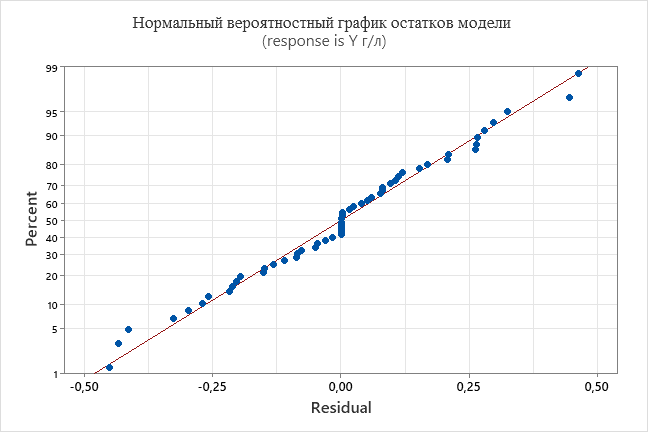 Нормальный вероятностный график остатков модели
(response is Y г/л)
99
95
90
80
70
60
50
40
30
20
10
5
1
Percent
-0,50 -0,25 0,00 0,25 0,50
Residual